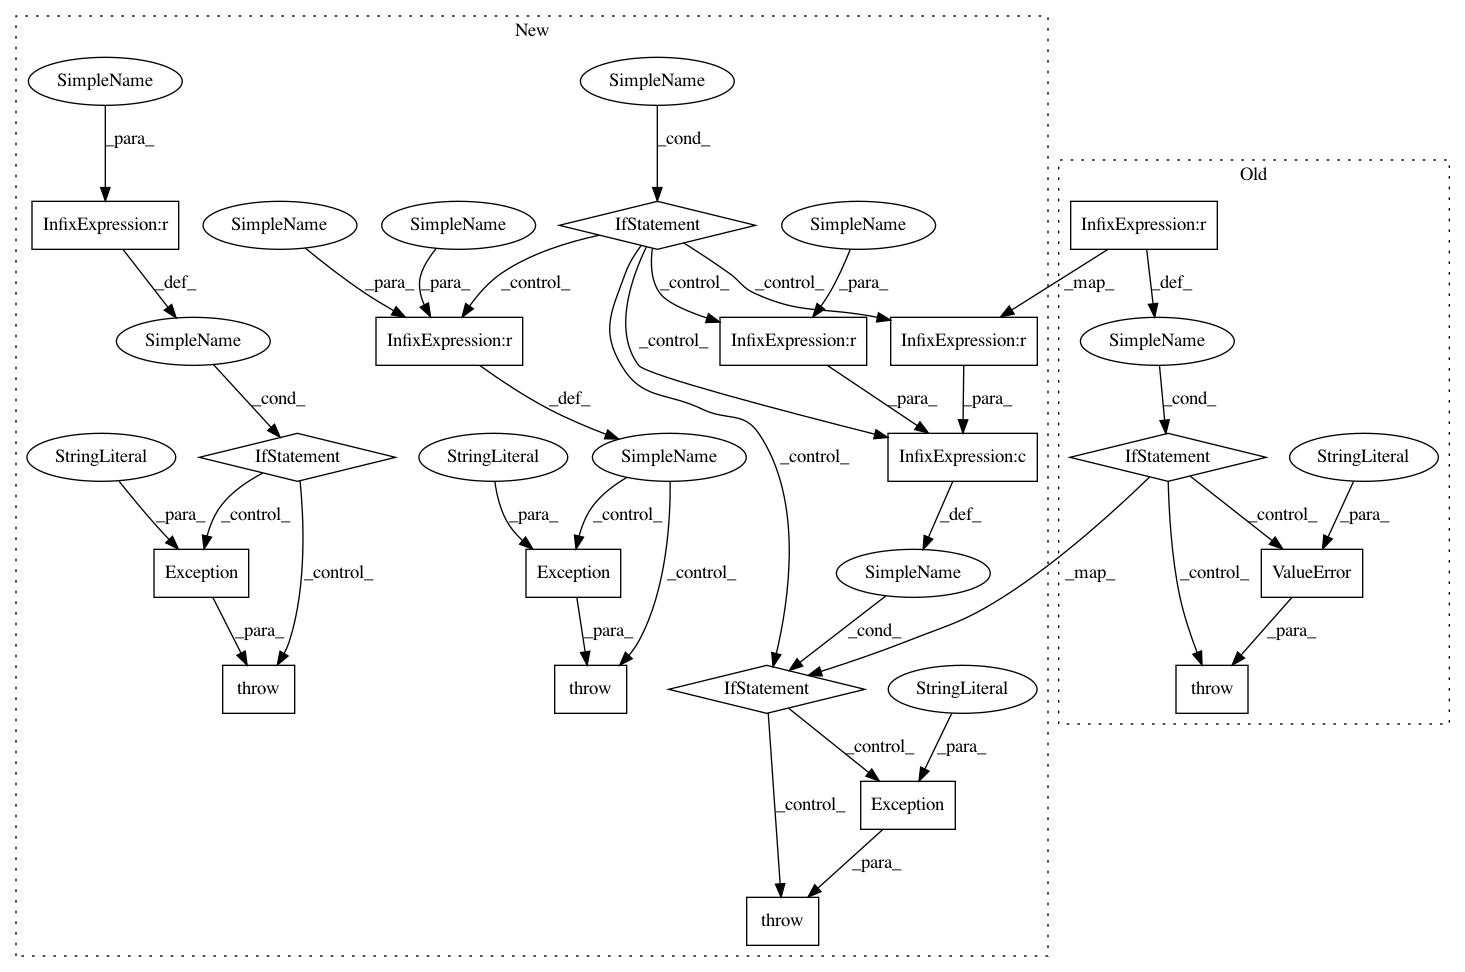 New
SimpleName
SimpleName
_para_
_cond_
Old
InfixExpression:r
SimpleName
SimpleName
IfStatement
SimpleName
InfixExpression:r
_def_
_para_
_para_
_control_
_control_
_para_
_control_
_map_
_def_
SimpleName
InfixExpression:r
_control_
InfixExpression:r
InfixExpression:r
SimpleName
_cond_
_def_
_para_
_para_
_cond_
StringLiteral
IfStatement
StringLiteral
SimpleName
_control_
InfixExpression:c
IfStatement
StringLiteral
_para_
_control_
_para_
_control_
_def_
_control_
_para_
Exception
_control_
Exception
_control_
SimpleName
_map_
_control_
ValueError
_para_
_para_
_cond_
_para_
throw
throw
IfStatement
StringLiteral
throw
_control_
_para_
_control_
Exception
_para_
throw